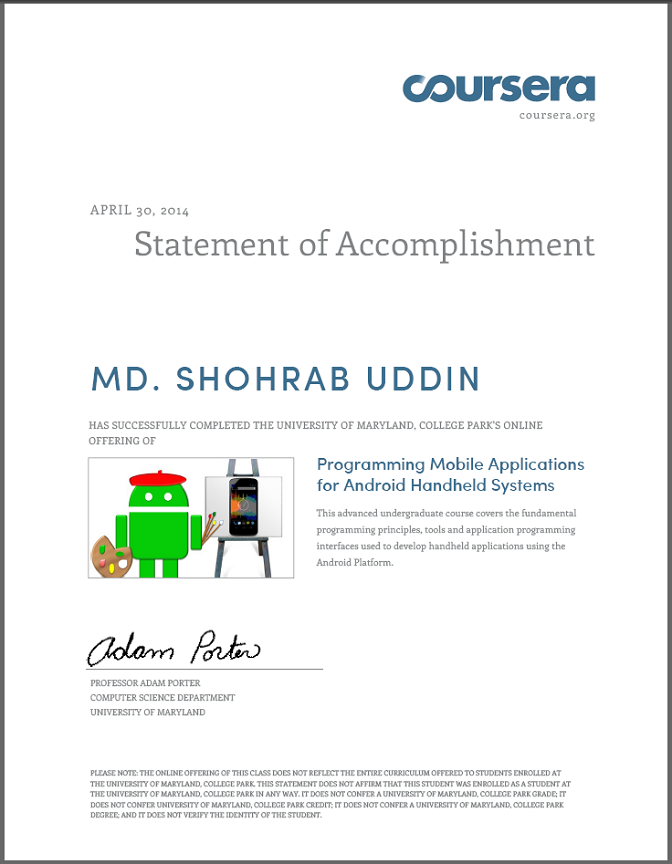 coursera
coursera.org
APRIL 30, 2014
Statement of Accomplishment
MD. SHOHRAB UDDIN
HAS SUCCESSFULLY COMPLETED THE UNIVERSITY OF MARYLAND, COLLEGE PARK'S ONLINE
OFFERING OF
Programming Mobile Applications
for Android Handheld Systems
This advanced undergraduate course covers the fundamental
programming principles, tools and application programming
interfaces used to develop handheld applications using the
Android Platform.
Adam Porter
PROFESSOR ADAM PORTER
COMPUTER SCIENCE DEPARTMENT
UNIVERSITY OF MARYLAND
PLEASE NOTE: THE ONLINE OFFERING OF THIS CLASS DOES NOT REFLECT THE ENTIRE CURRICULUM OFFERED TO STUDENTS ENROLLED AT
THE UNIVERSITY OF MARYLAND, COLLEGE PARK. THIS STATEMENT DOES NOT AFFIRM THAT THIS STUDENT WAS ENROLLED AS A STUDENT AT
THE UNIVERSITY OF MARYLAND, COLLEGE PARK IN ANY WAY. IT DOES NOT CONFER A UNIVERSITY OF MARYLAND, COLLEGE PARK GRADE; IT
DOES NOT CONFER UNIVERSITY OF MARYLAND, COLLEGE PARK CREDIT; IT DOES NOT CONFER A UNIVERSITY OF MARYLAND, COLLEGE PARK
DEGREE; AND IT DOES NOT VERIFY THE IDENTITY OF THE STUDENT.